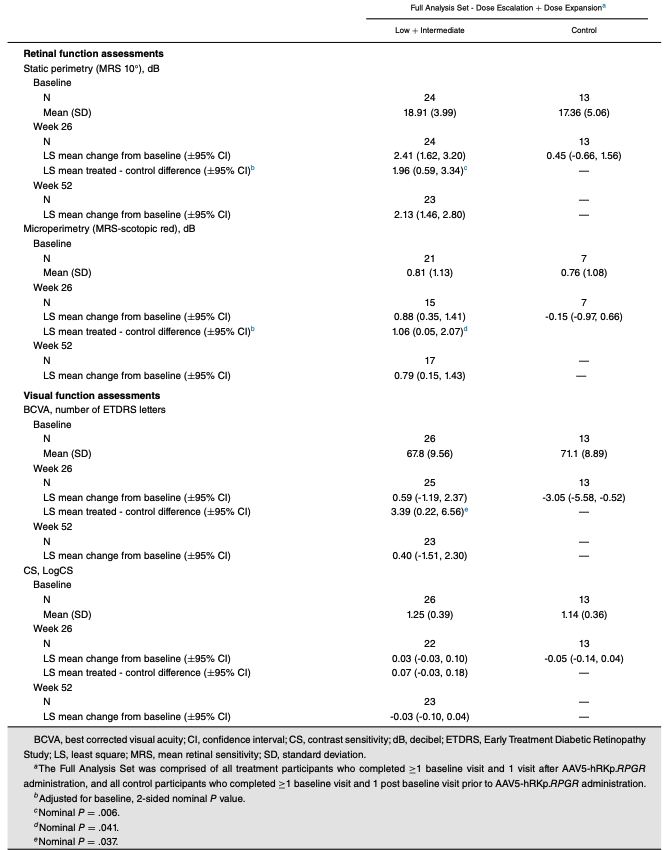 Full Analysis Set - Dose Escalation + Dose Expansionᵃ
Low + Intermediate Control
Retinal function assessments
Static perimetry (MRS 10°), dB
Baseline
N 24 13
Mean (SD) 18.91 (3.99) 17.36 (5.06)
Week 26
N 24 13
LS mean change from baseline (±95% CI) 2.41 (1.62, 3.20) 0.45 (-0.66, 1.56)
LS mean treated - control difference (±95% CI)ᵇ 1.96 (0.59, 3.34)ᶜ —
Week 52
N 23 —
LS mean change from baseline (±95% CI) 2.13 (1.46, 2.80) —
Microperimetry (MRS-scotopic red), dB
Baseline
N 21 7
Mean (SD) 0.81 (1.13) 0.76 (1.08)
Week 26
N 15 7
LS mean change from baseline (±95% CI) 0.88 (0.35, 1.41) -0.15 (-0.97, 0.66)
LS mean treated - control difference (±95% CI)ᵇ 1.06 (0.05, 2.07)ᵈ
Week 52
N 17 —
LS mean change from baseline (±95% CI) 0.79 (0.15, 1.43) —
Visual function assessments
BCVA, number of ETDRS letters
Baseline
N 26 13
Mean (SD) 67.8 (9.56) 71.1 (8.89)
Week 26
N 25 13
LS mean change from baseline (±95% CI) 0.59 (-1.19, 2.37) -3.05 (-5.58, -0.52)
LS mean treated - control difference (±95% CI) 3.39 (0.22, 6.56)ᵉ —
Week 52
N 23 —
LS mean change from baseline (±95% CI) 0.40 (-1.51, 2.30) —
CS, LogCS
Baseline
N 26 13
Mean (SD) 1.25 (0.39) 1.14 (0.36)
Week 26
N 22 13
LS mean change from baseline (±95% CI) 0.03 (-0.03, 0.10) -0.05 (-0.14, 0.04)
LS mean treated - control difference (±95% CI) 0.07 (-0.03, 0.18) —
Week 52
N 23 —
LS mean change from baseline (±95% CI) -0.03 (-0.10, 0.04) —
BCVA, best corrected visual acuity; CI, confidence interval; CS, contrast sensitivity; dB, decibel; ETDRS, Early Treatment Diabetic Retinopathy
Study; LS, least square; MRS, mean retinal sensitivity; SD, standard deviation.
ᵃThe Full Analysis Set was comprised of all treatment participants who completed ≥1 baseline visit and 1 visit after AAV5-hRKp.RPGR
administration, and all control participants who completed ≥1 baseline visit and 1 post baseline visit prior to AAV5-hRKp.RPGR administration.
ᵇAdjusted for baseline, 2-sided nominal P value.
ᶜNominal P = .006.
ᵈNominal P = .041.
ᵉNominal P = .037.